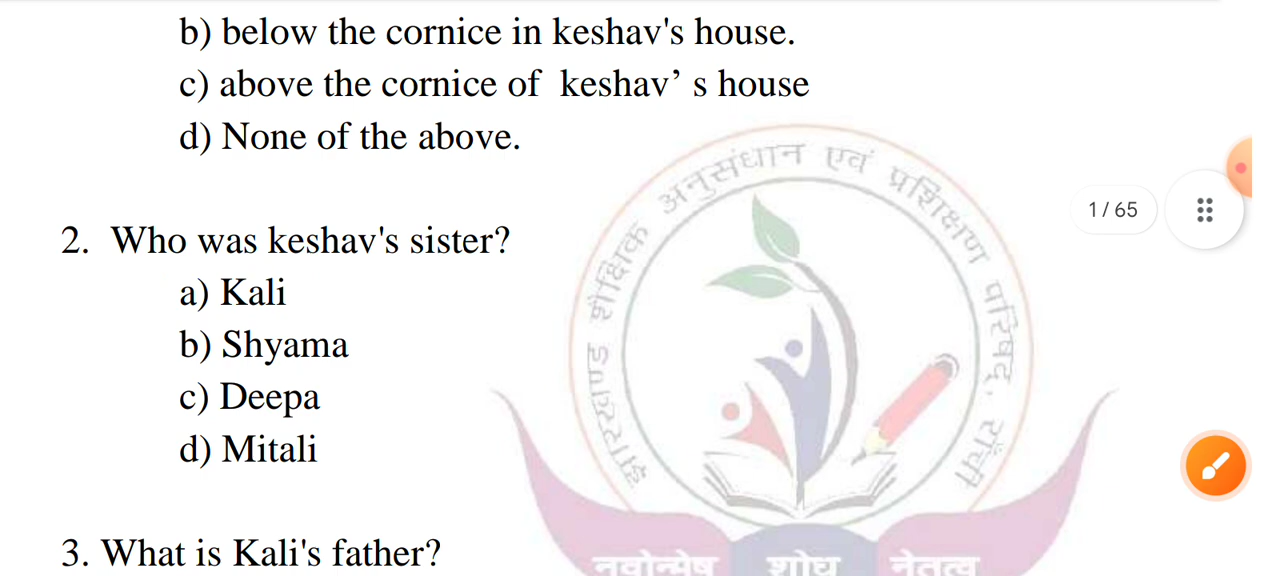 b) below the cornice in keshav's house.
c) above the cornice of  keshav’ s house
d) None of the above.
झारखण्ड शैक्षिक अनुसंधान एवं प्रशिक्षण परिषद, राँची
1 / 65
2.  Who was keshav's sister?
a) Kali
b) Shyama
c) Deepa
d) Mitali
3. What is Kali's father?
नवोन्मेष शोध नेतृत्व